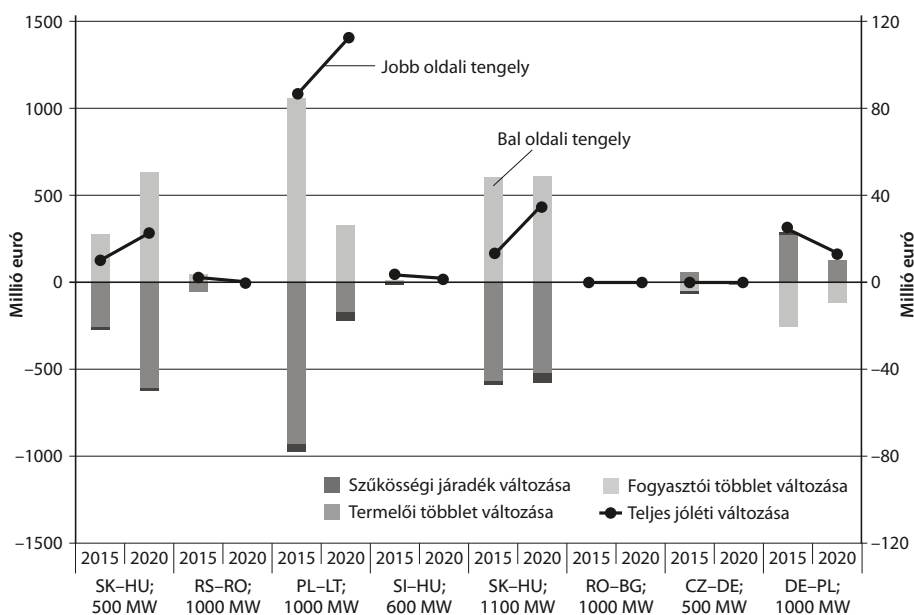 1500
1000
500
0
–500
–1000
–1500
Millió euró
120
80
40
0
–40
–80
–120
Millió euró
Jobb oldali tengely
Bal oldali tengely
Szűkösségi járadék változása
Fogyasztói többlet változása
Termelői többlet változása
Teljes jóléti változása
2015 2020 2015 2020 2015 2020 2015 2020 2015 2020 2015 2020 2015 2020 2015 2020
SK–HU; RS–RO; PL–LT; SI–HU; SK–HU; RO–BG; CZ–DE; DE–PL;
500 MW 1000 MW 1000 MW 600 MW 1100 MW 1000 MW 500 MW 1000 MW